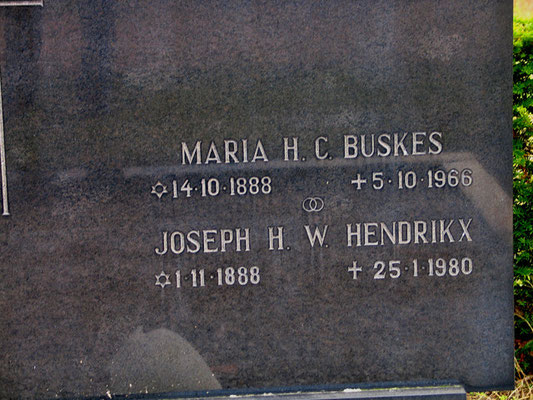 MARIA H. C. BUSKES
✡14·10·1888 +5·10·1966
JOSEPH H. W. HENDRIKX
✡1·11·1888 +25·1·1980